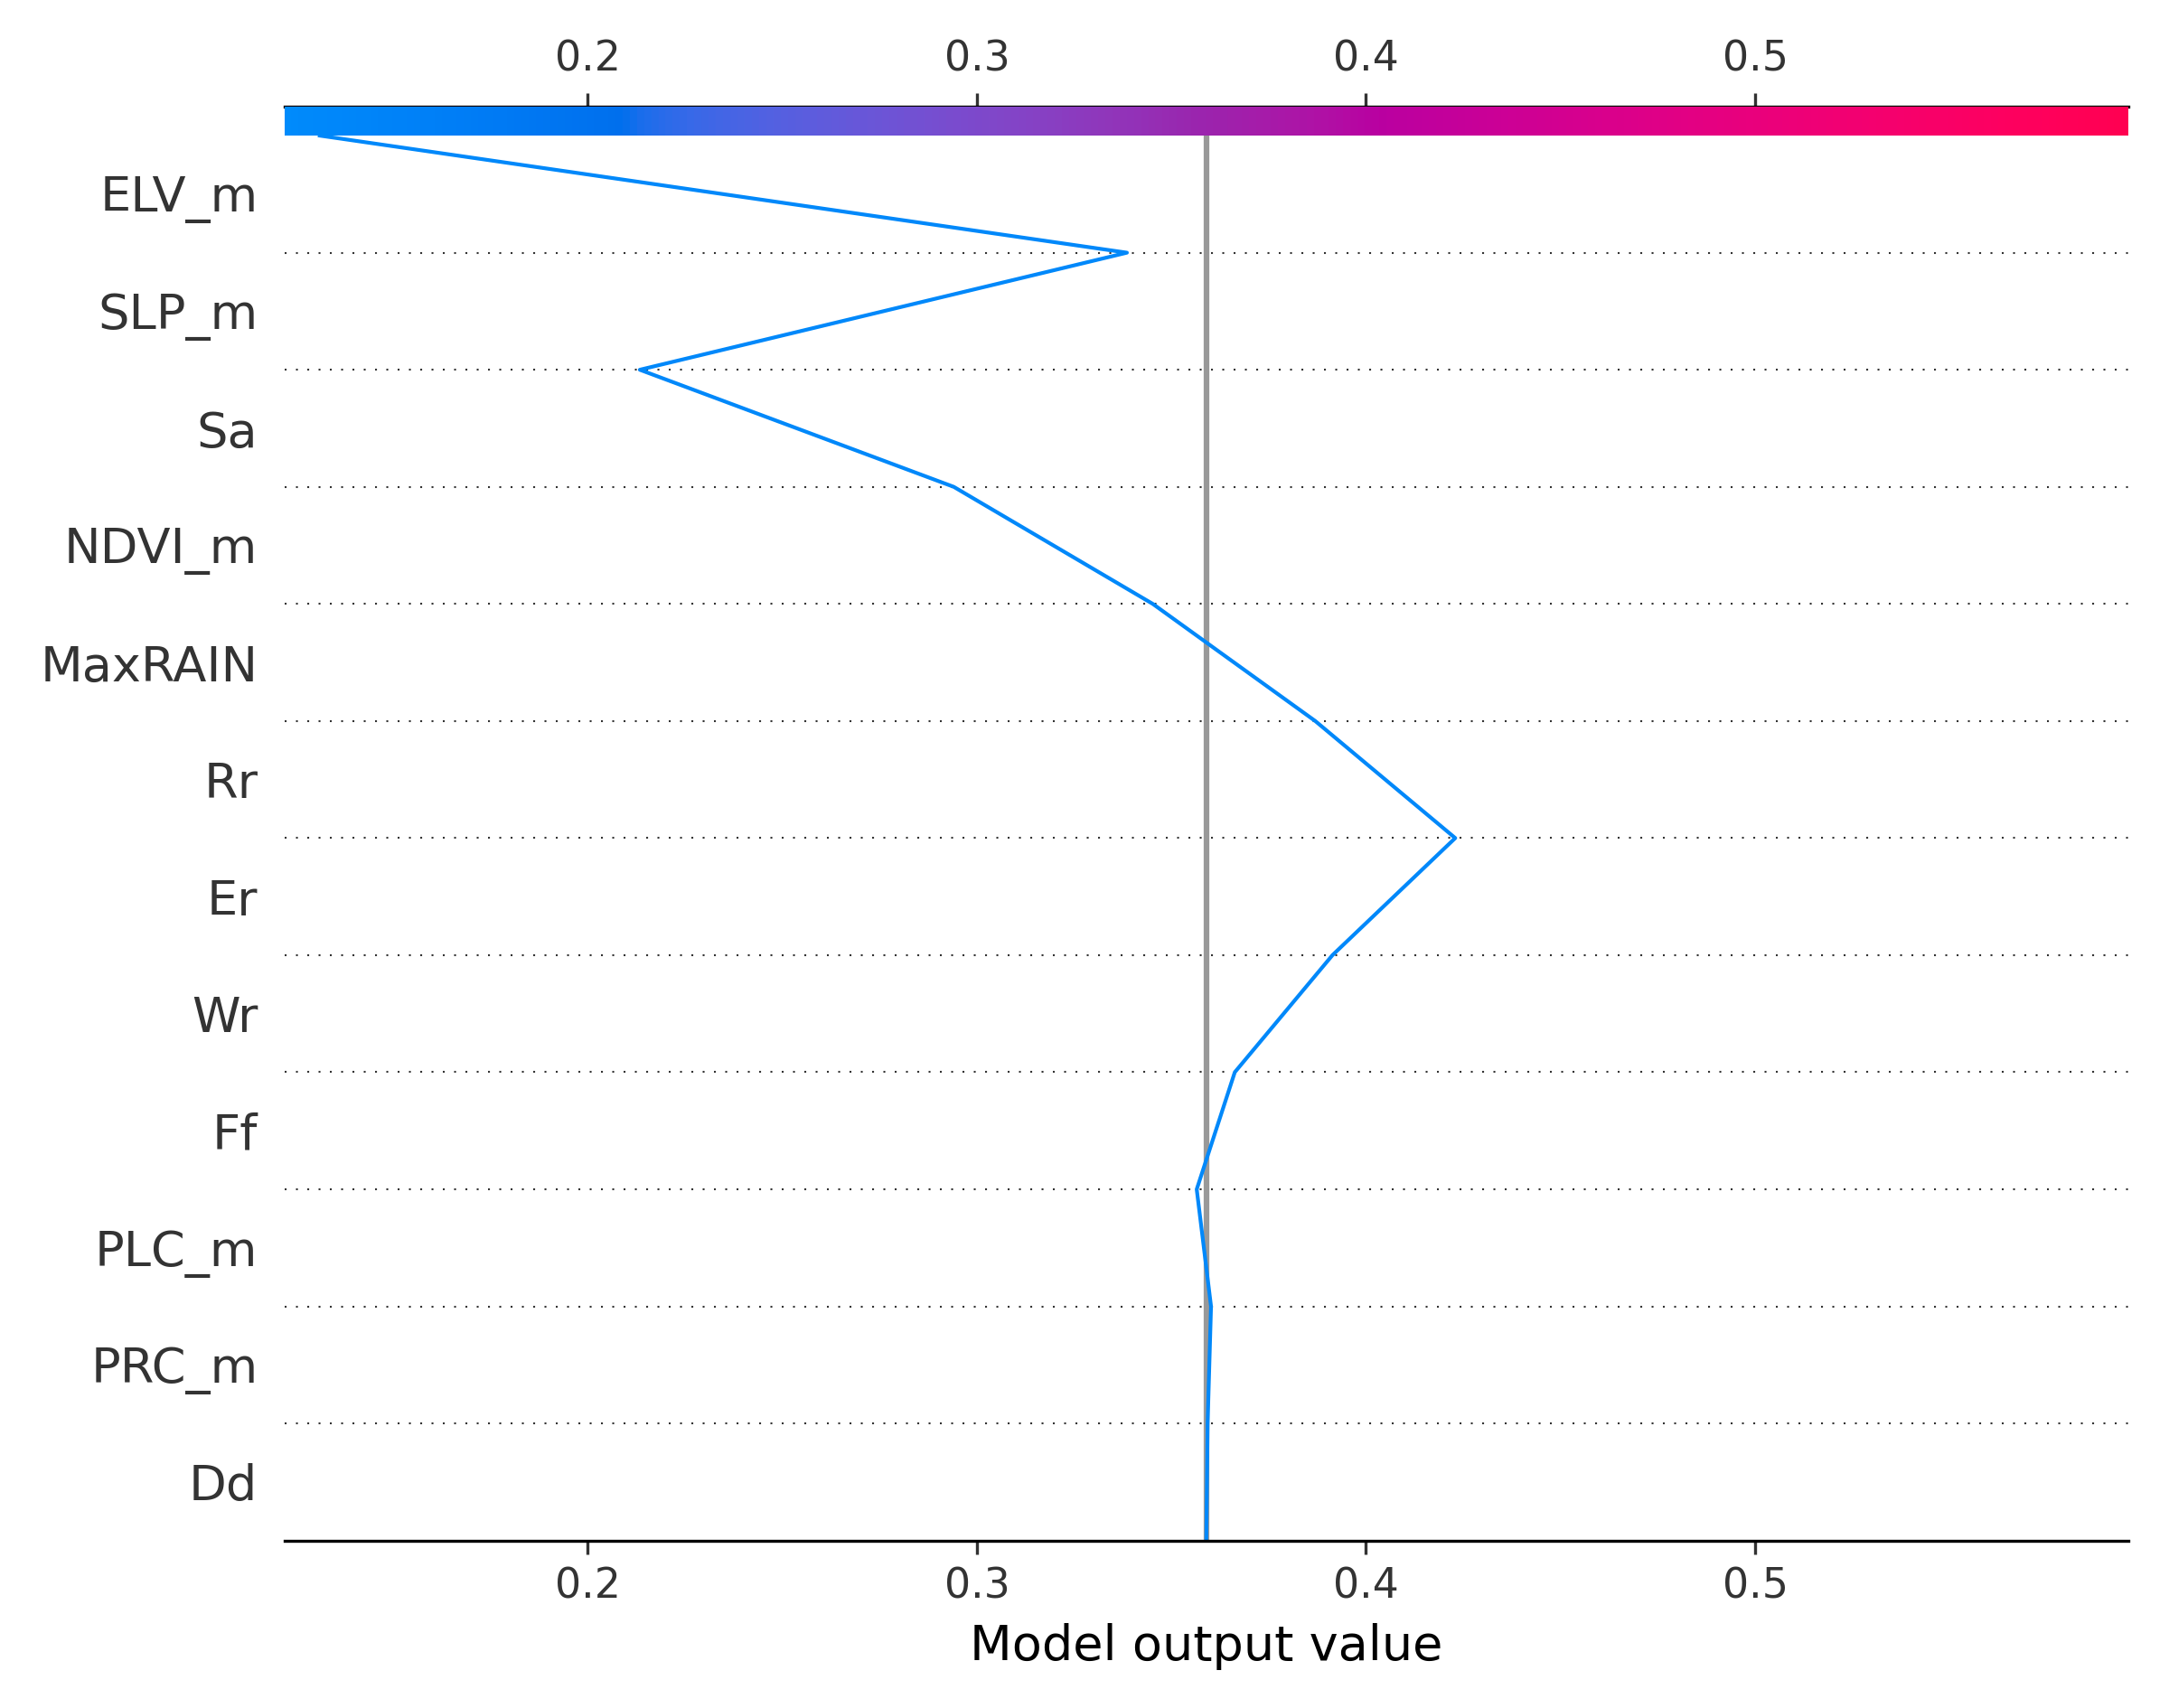 0.2 0.3 0.4 0.5
ELV_m
SLP_m
Sa
NDVI_m
MaxRAIN
Rr
Er
Wr
Ff
PLC_m
PRC_m
Dd
0.2 0.3 0.4 0.5
Model output value